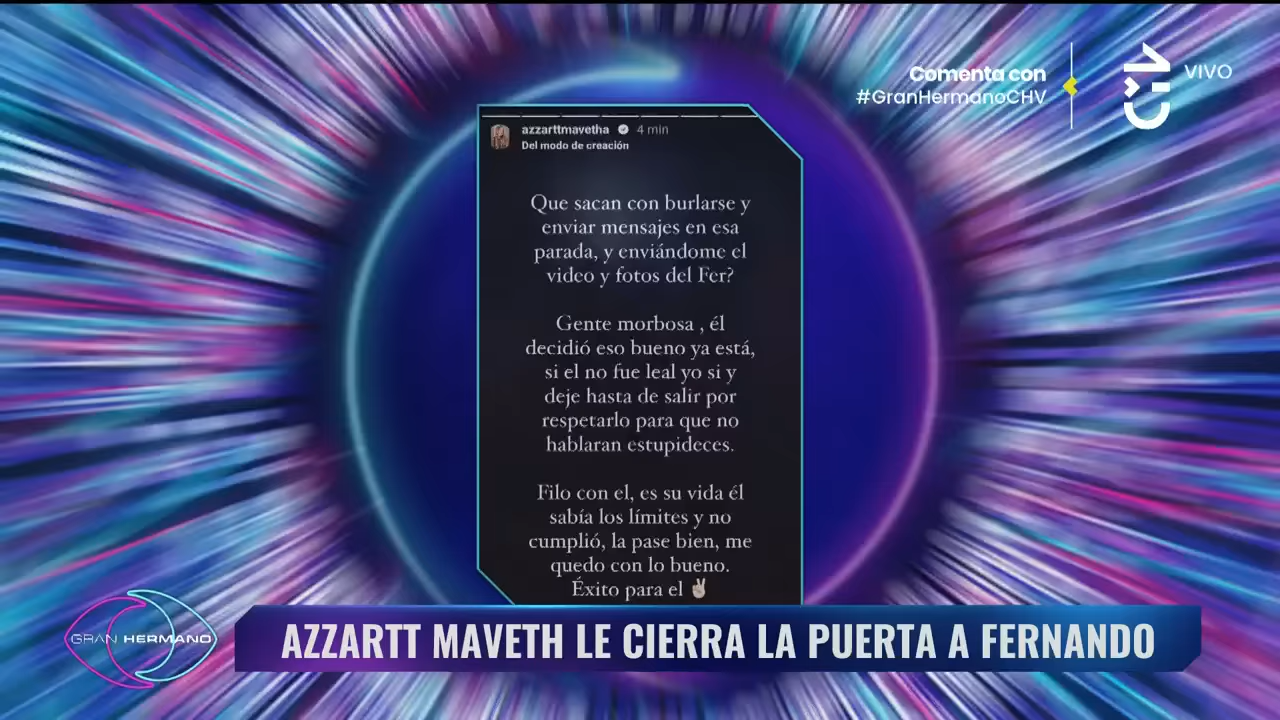 Comenta con
#GranHermanoCHV
CHV
VIVO
azzarttmavetha 4 min
Del modo de creación
Que sacan con burlarse y
enviar mensajes en esa
parada, y enviándome el
video y fotos del Fer?
Gente morbosa , él
decidió eso bueno ya está,
si el no fue leal yo si y
deje hasta de salir por
respetarlo para que no
hablaran estupideces.
Filo con el, es su vida él
sabía los límites y no
cumplió, la pase bien, me
quedo con lo bueno.
Éxito para el ✌🏼
GRAN HERMANO
AZZARTT MAVETH LE CIERRA LA PUERTA A FERNANDO